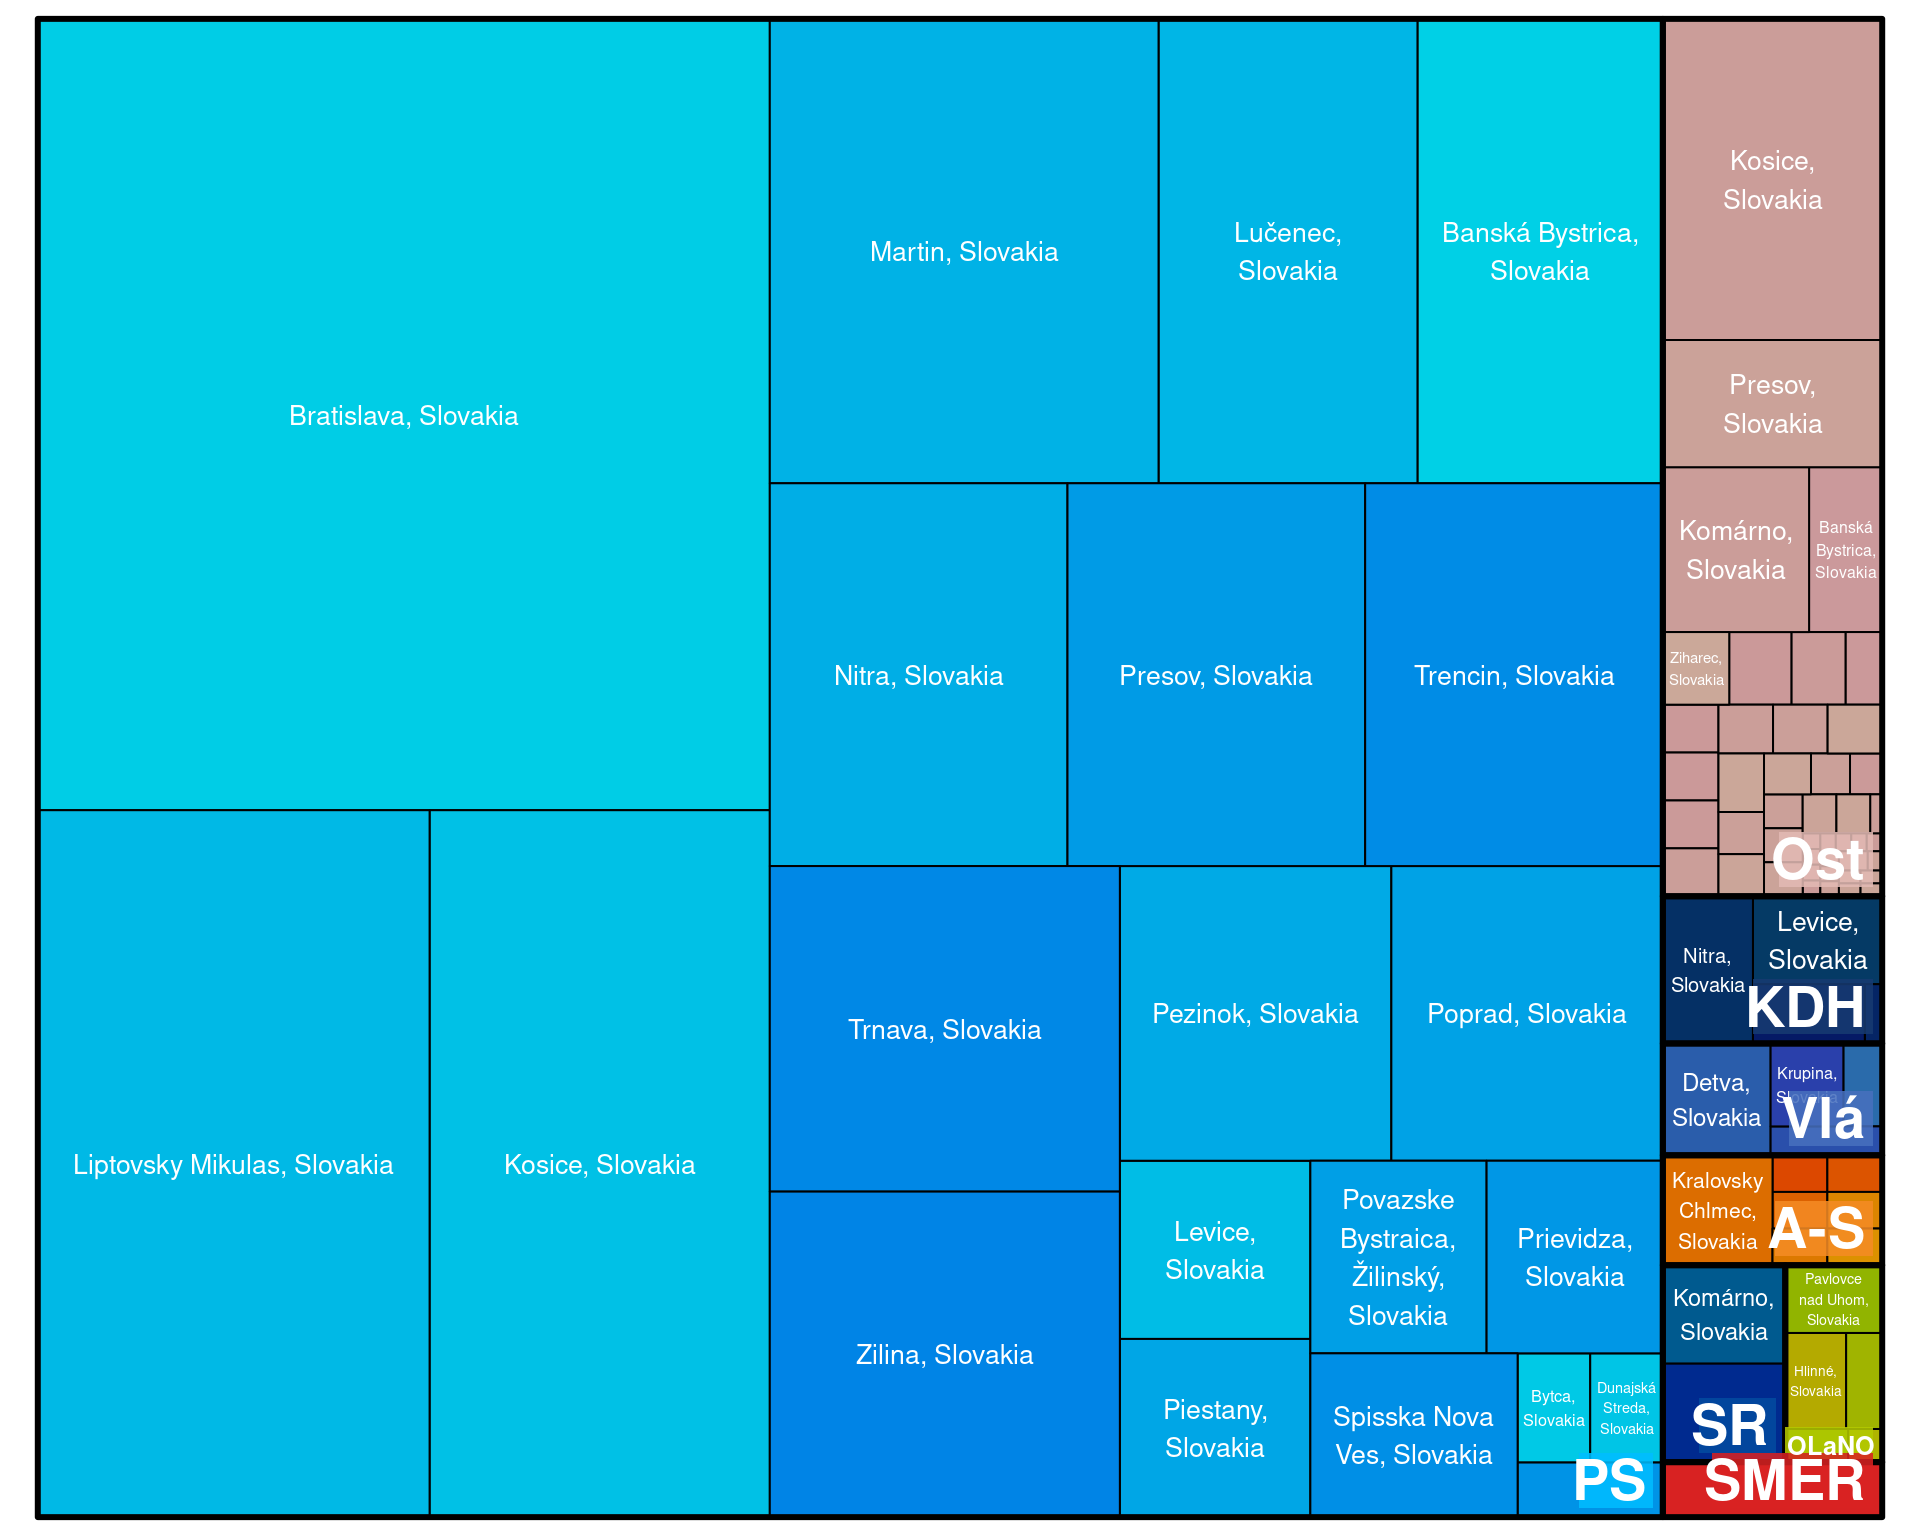 Bratislava, Slovakia
Liptovsky Mikulas, Slovakia
Kosice, Slovakia
Martin, Slovakia
Lučenec,
Slovakia
Banská Bystrica,
Slovakia
Nitra, Slovakia
Presov, Slovakia
Trencin, Slovakia
Trnava, Slovakia
Zilina, Slovakia
Pezinok, Slovakia
Poprad, Slovakia
Levice,
Slovakia
Piestany,
Slovakia
Povazske
Bystraica,
Žilinský,
Slovakia
Prievidza,
Slovakia
Spisska Nova
Ves, Slovakia
Bytca,
Slovakia
Dunajská
Streda,
Slovakia
PS
Kosice,
Slovakia
Presov,
Slovakia
Komárno,
Slovakia
Banská
Bystrica,
Slovakia
Ziharec,
Slovakia
Ost
Nitra,
Slovakia
Levice,
Slovakia
KDH
Detva,
Slovakia
Krupina,
Slovakia
Vlá
Kralovsky
Chlmec,
Slovakia
A-S
Komárno,
Slovakia
SR
Pavlovce
nad Uhom,
Slovakia
Hlinné,
Slovakia
OLaNO
SMER